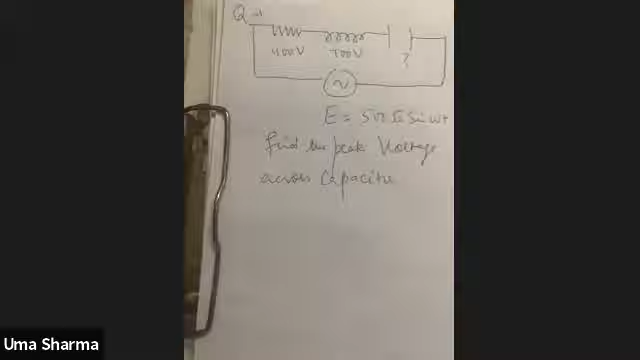 Q-1
400V 700V ?
E = 500√2 Sin wt
find the peak Voltage
across Capacitor
Uma Sharma